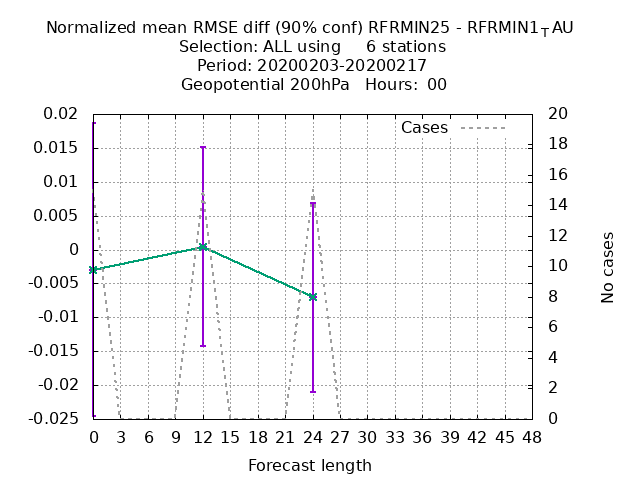 Normalized mean RMSE diff (90% conf) RFRMIN25 - RFRMIN1_TAU
Selection: ALL using     6 stations
Period: 20200203-20200217
Geopotential 200hPa   Hours:  00
Cases
0.02
0.015
0.01
0.005
0
-0.005
-0.01
-0.015
-0.02
-0.025
20
18
16
14
12
10
8
6
4
2
0
No cases
0 3 6 9 12 15 18 21 24 27 30 33 36 39 42 45 48
Forecast length